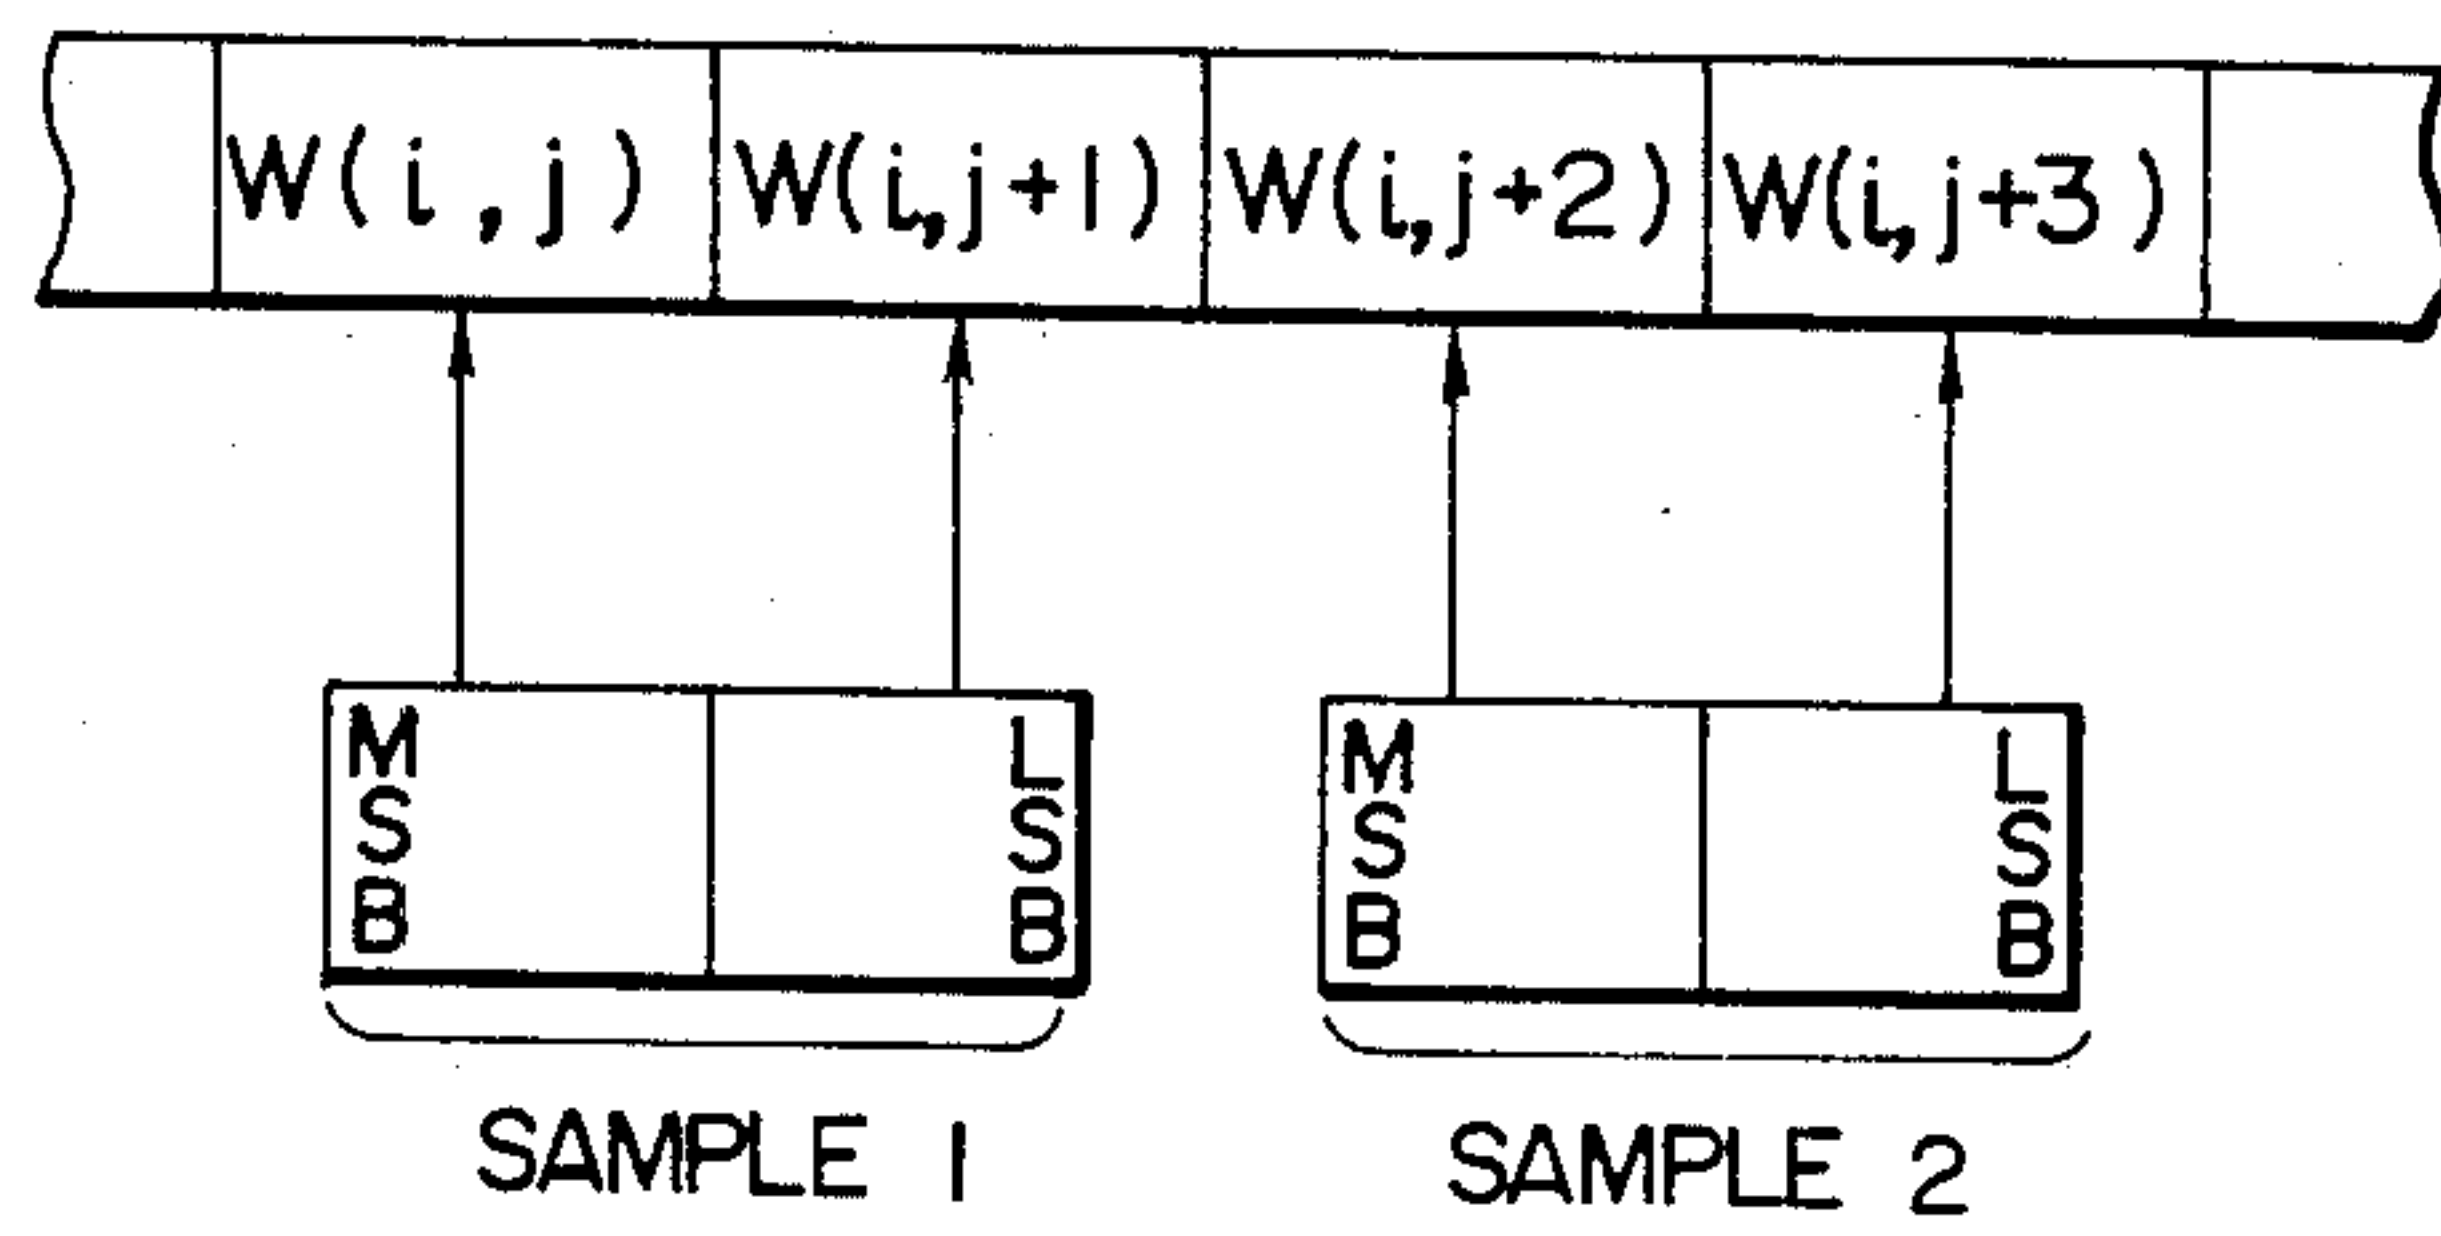 W(i,j) W(i,j+1) W(i,j+2) W(i,j+3)
MSB LSB MSB LSB
SAMPLE 1 SAMPLE 2